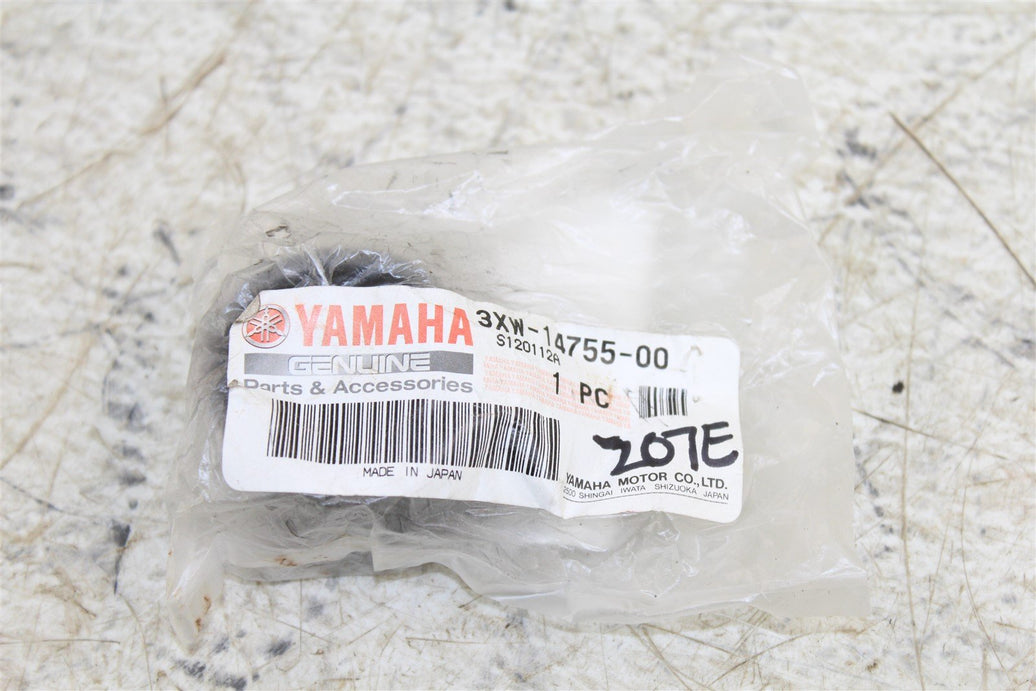 YAMAHA
GENUINE
Parts & Accessories
MADE IN JAPAN
3XW-14755-00
S120112A
1 PC
207E
YAMAHA MOTOR CO., LTD.
2500 SHINGAI IWATA SHIZUOKA JAPAN